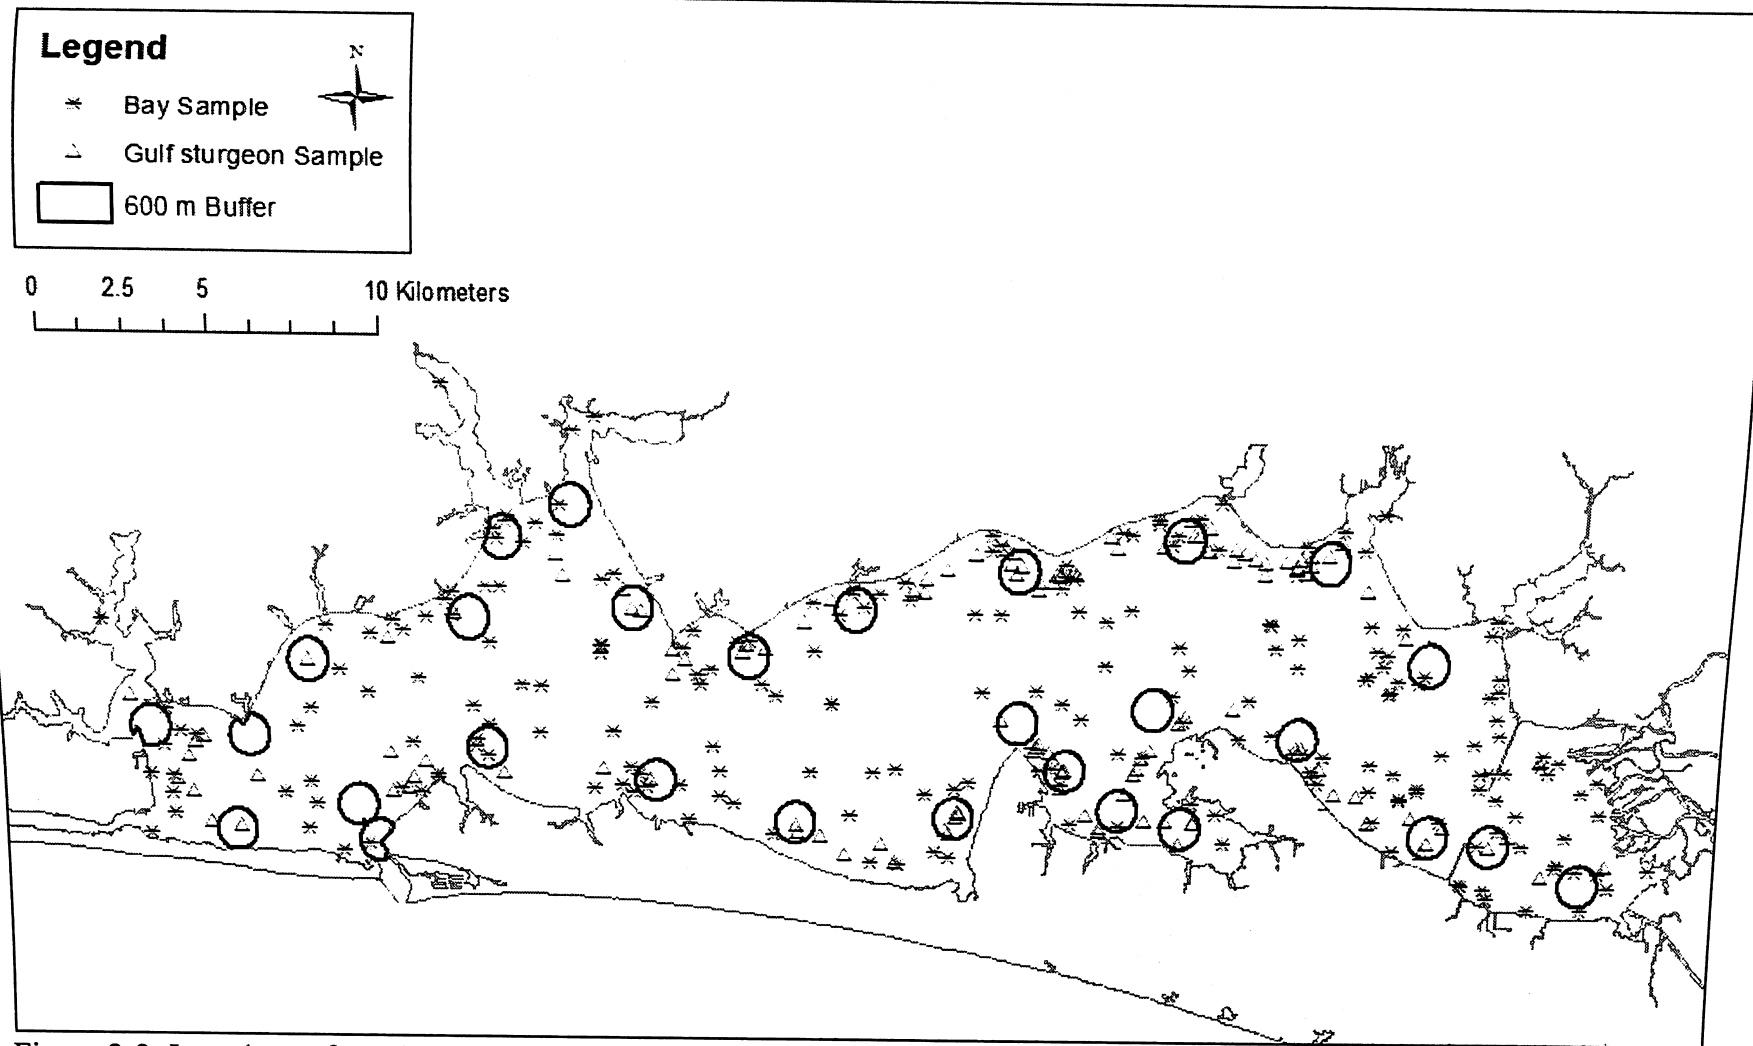 Legend
N
Bay Sample
Gulf sturgeon Sample
600 m Buffer
0 2.5 5 10 Kilometers